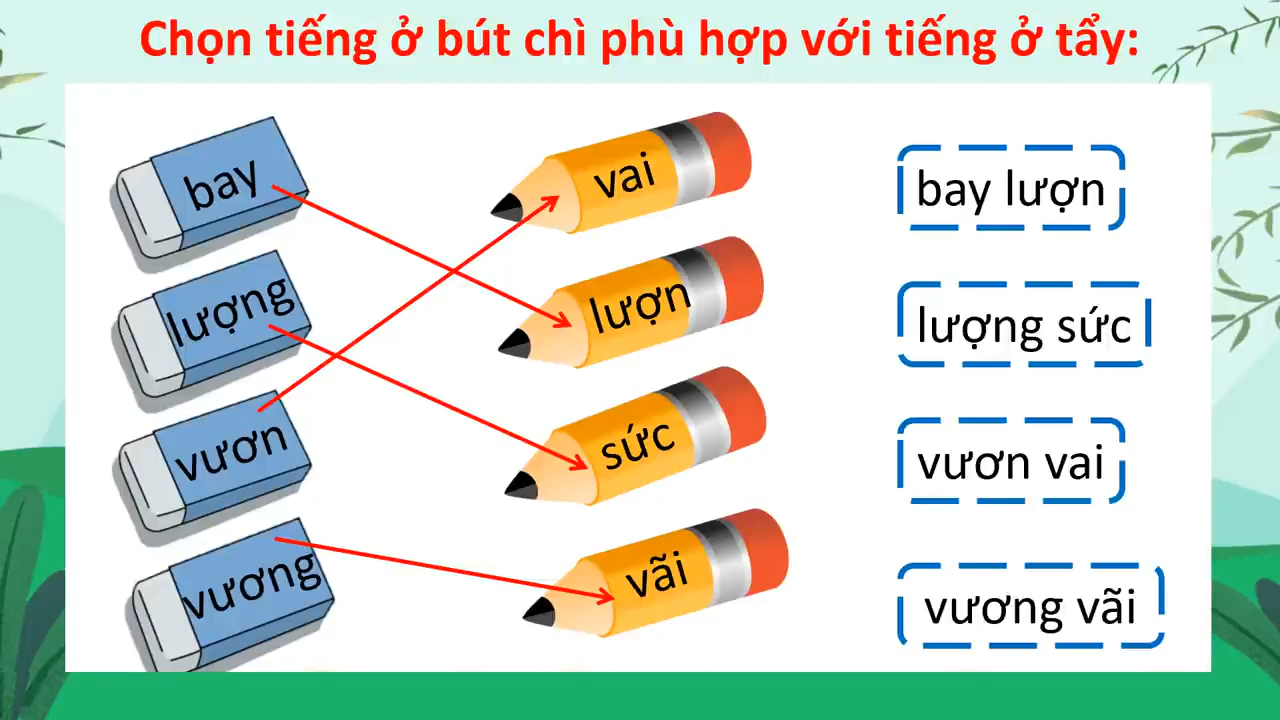 Chọn tiếng ở bút chì phù hợp với tiếng ở tẩy:
bay
vai
bay lượn
lượng
lượn
lượng sức
vươn
sức
vươn vai
vương
vãi
vương vãi